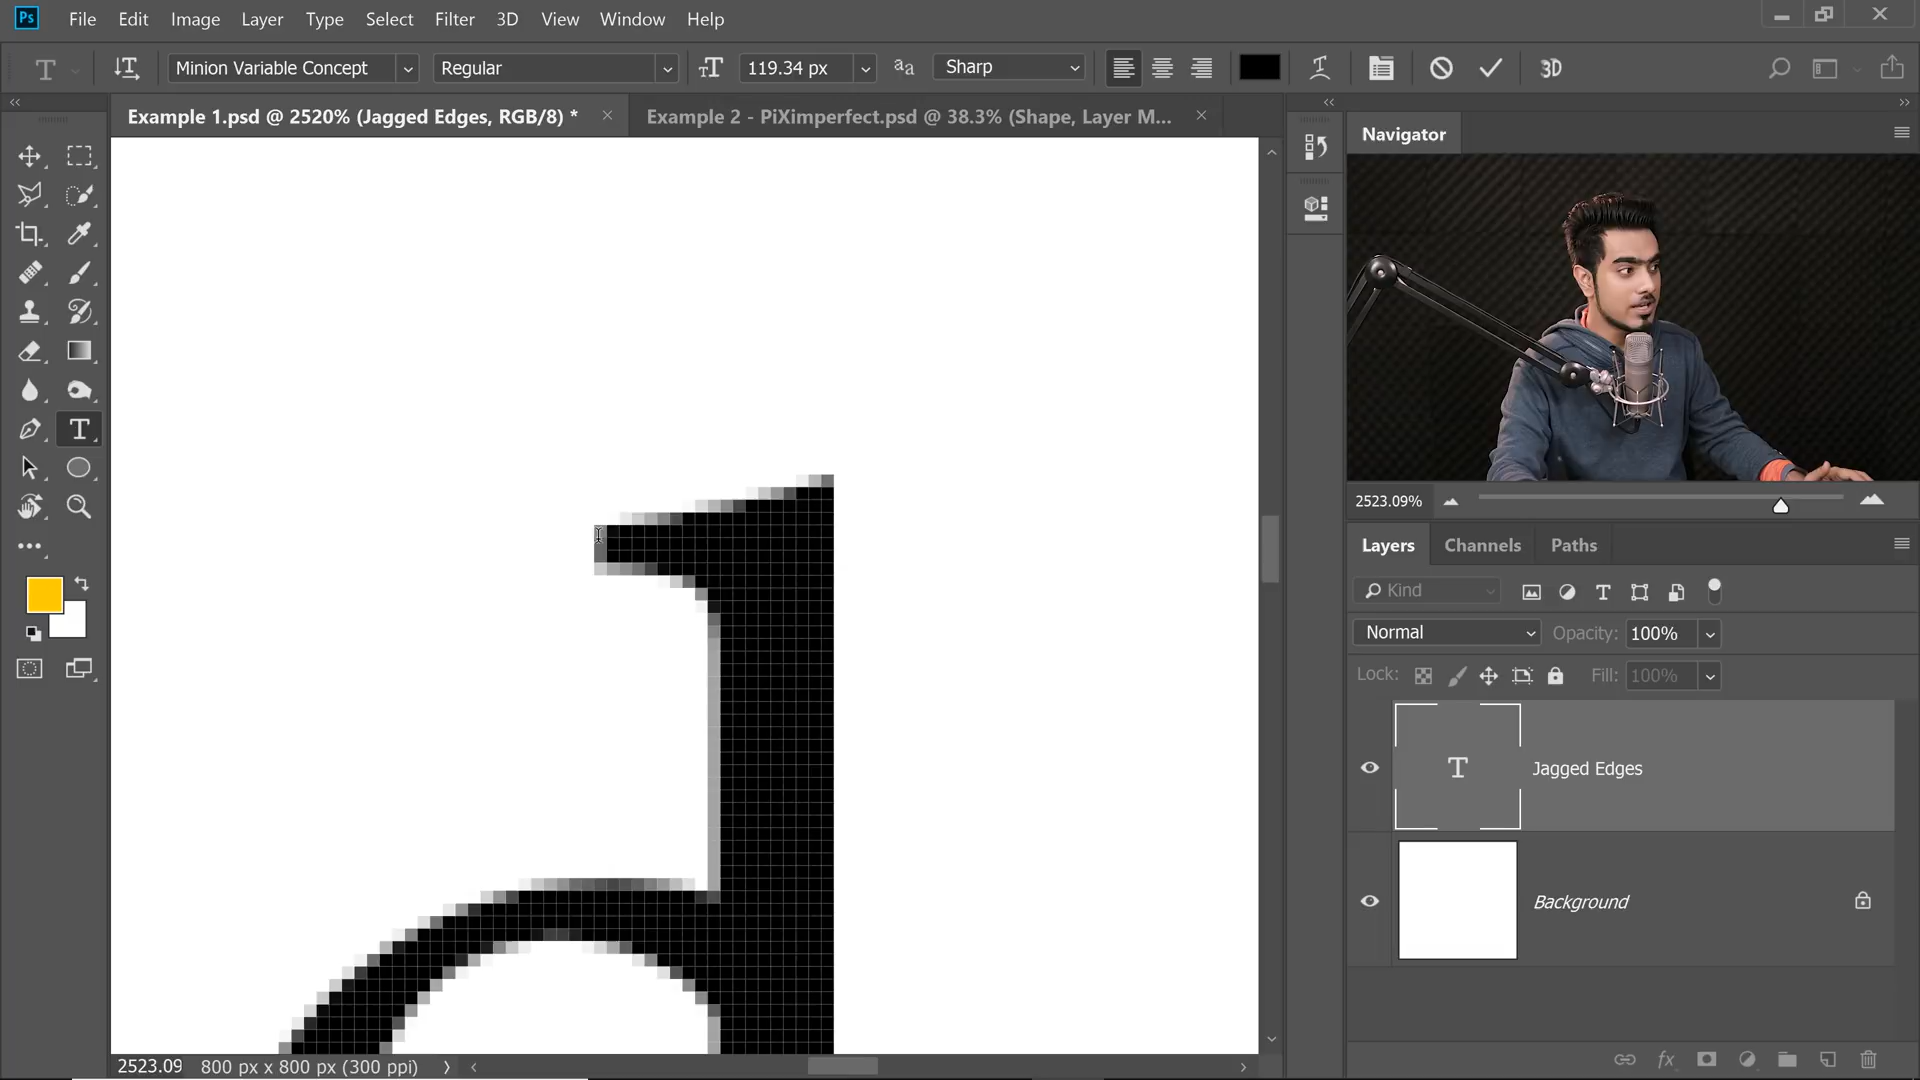 Ps File Edit Image Layer Type Select Filter 3D View Window Help
T Minion Variable Concept Regular 119.34 px aa Sharp 3D
Example 1.psd @ 2520% (Jagged Edges, RGB/8) * × Example 2 - PiXimperfect.psd @ 38.3% (Shape, Layer M... ×
Navigator
2523.09%
Layers Channels Paths
Kind
Normal Opacity: 100%
Lock: Fill: 100%
T Jagged Edges
Background
fx
2523.09 800 px x 800 px (300 ppi)